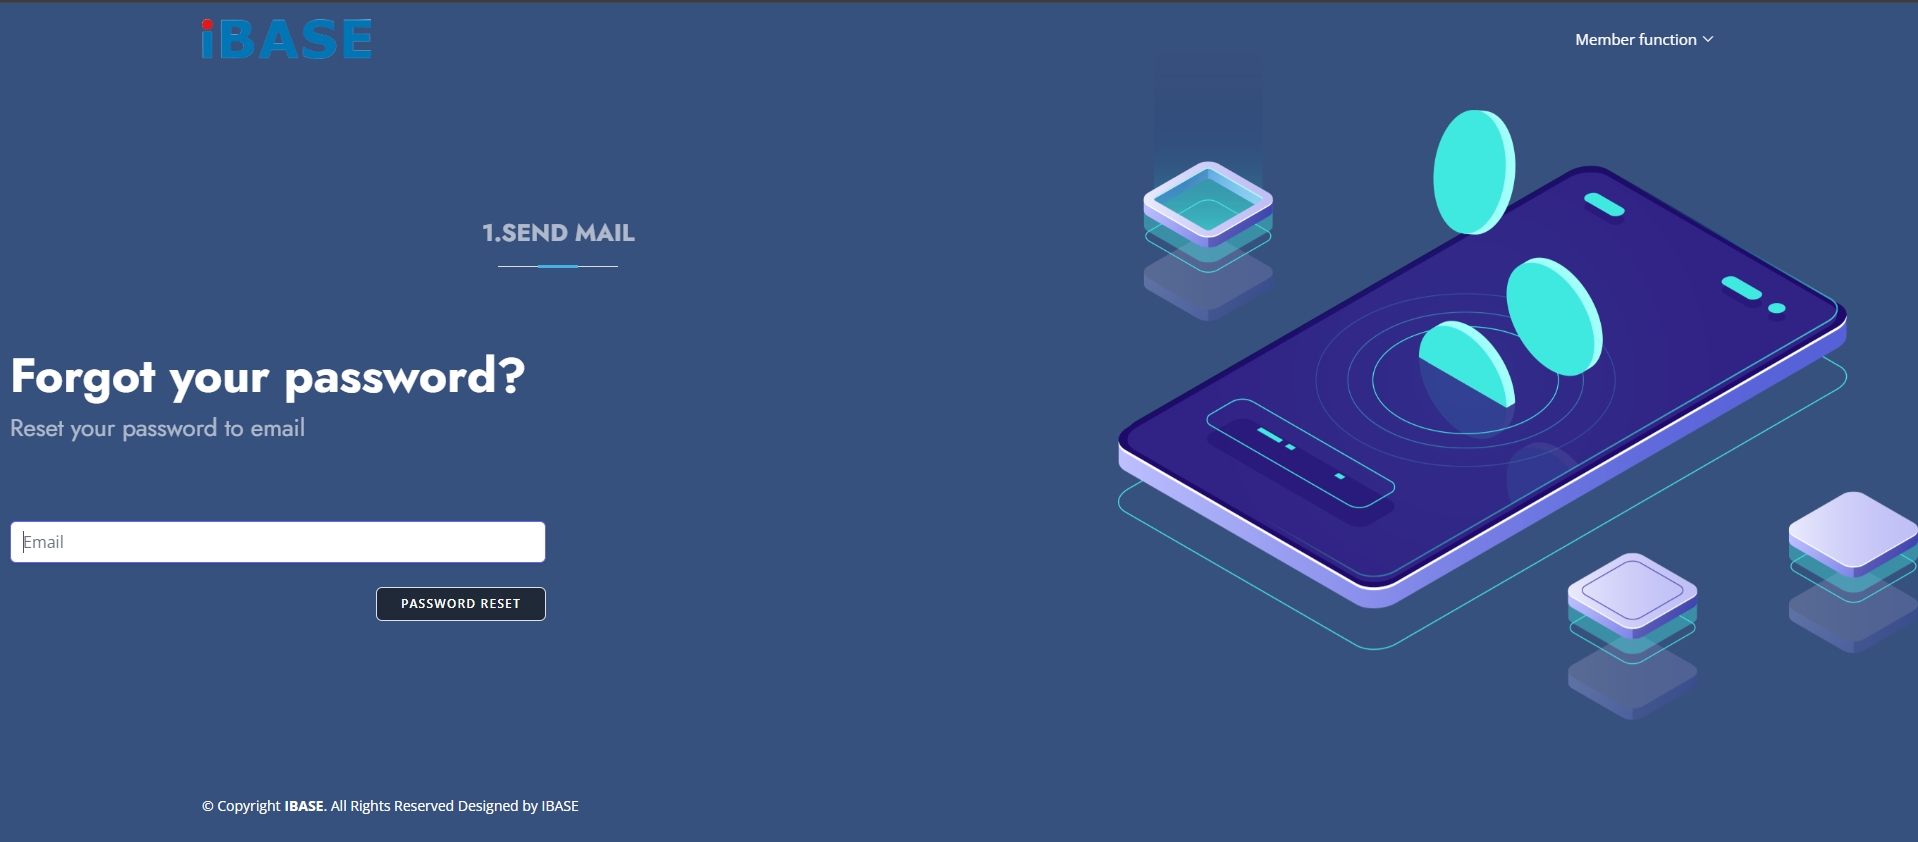 iBASE
Member function
1.SEND MAIL
Forgot your password?
Reset your password to email
Email
PASSWORD RESET
© Copyright IBASE. All Rights Reserved Designed by IBASE